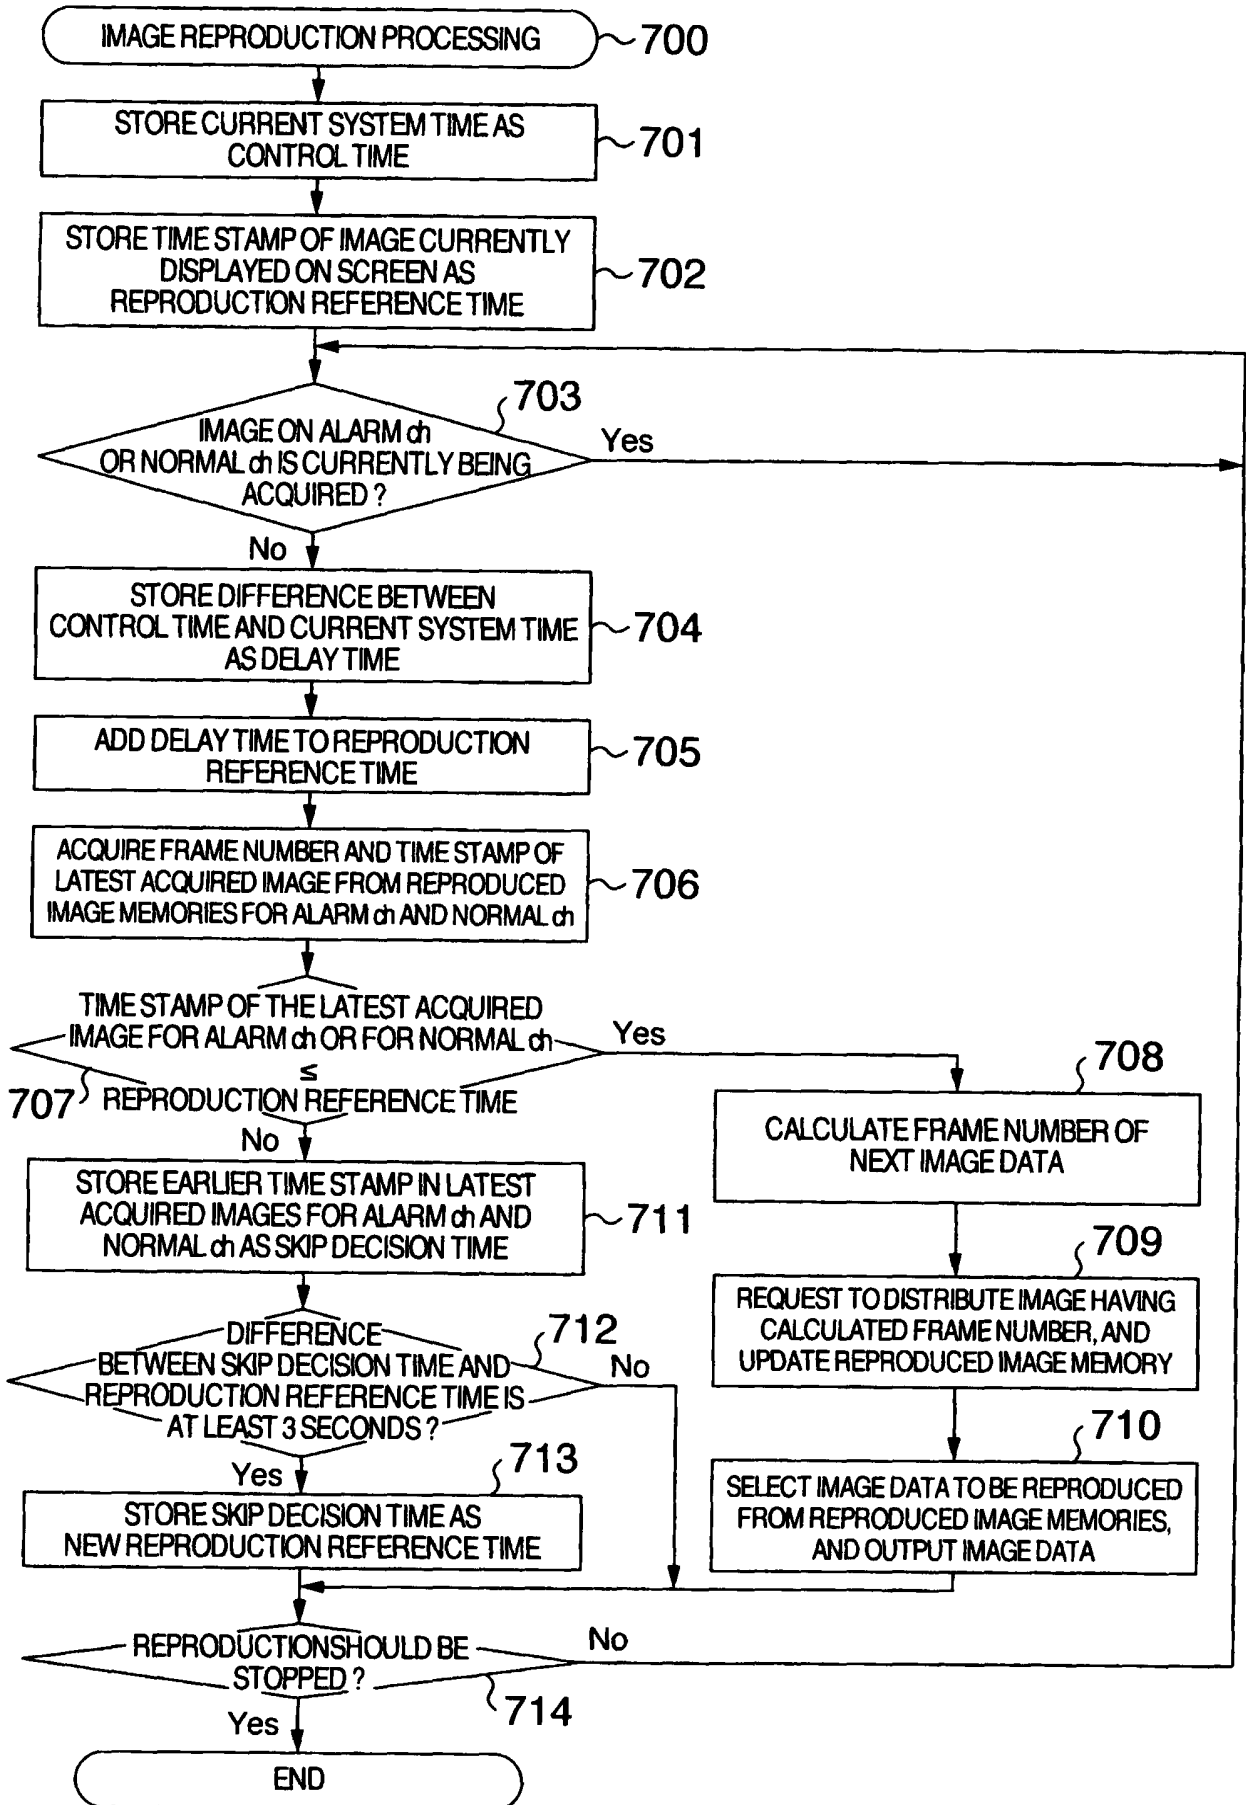 IMAGE REPRODUCTION PROCESSING
700
STORE CURRENT SYSTEM TIME AS
CONTROL TIME
701
STORE TIME STAMP OF IMAGE CURRENTLY
DISPLAYED ON SCREEN AS
REPRODUCTION REFERENCE TIME
702
703
IMAGE ON ALARM ch
OR NORMAL ch IS CURRENTLY BEING
ACQUIRED ?
Yes
No
STORE DIFFERENCE BETWEEN
CONTROL TIME AND CURRENT SYSTEM TIME
AS DELAY TIME
704
ADD DELAY TIME TO REPRODUCTION
REFERENCE TIME
705
ACQUIRE FRAME NUMBER AND TIME STAMP OF
LATEST ACQUIRED IMAGE FROM REPRODUCED
IMAGE MEMORIES FOR ALARM ch AND NORMAL ch
706
TIME STAMP OF THE LATEST ACQUIRED
IMAGE FOR ALARM ch OR FOR NORMAL ch
≤
REPRODUCTION REFERENCE TIME
707
Yes
No
708
CALCULATE FRAME NUMBER OF
NEXT IMAGE DATA
709
REQUEST TO DISTRIBUTE IMAGE HAVING
CALCULATED FRAME NUMBER, AND
UPDATE REPRODUCED IMAGE MEMORY
710
SELECT IMAGE DATA TO BE REPRODUCED
FROM REPRODUCED IMAGE MEMORIES,
AND OUTPUT IMAGE DATA
STORE EARLIER TIME STAMP IN LATEST
ACQUIRED IMAGES FOR ALARM ch AND
NORMAL ch AS SKIP DECISION TIME
711
DIFFERENCE
BETWEEN SKIP DECISION TIME AND
REPRODUCTION REFERENCE TIME IS
AT LEAST 3 SECONDS ?
712
No
Yes
713
STORE SKIP DECISION TIME AS
NEW REPRODUCTION REFERENCE TIME
REPRODUCTION SHOULD BE
STOPPED ?
No
714
Yes
END